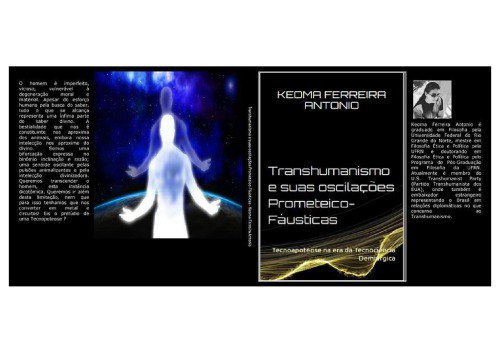 O homem é imperfeito,
vicioso, vulnerável à
degeneração moral e
material. Apesar do esforço
humano pela busca do saber,
tudo o que se alcança
representa uma ínfima parte
do saber divino. A
bestialidade que nos é
constituinte nos aproxima
dos animais, embora nossa
intelecção nos aproxime do
divino. Somos uma
bifurcação expressa no
binômio inclinação e razão;
uma senoide oscilante pelas
pulsões animalizantes e pela
intelecção divinizadora.
Queremos transcender o
homem, esta instância
dicotômica. Queremos ir além
desta limitação, nem que
para isso tenhamos que nos
converter em metal e
circuitos! Eis o prelúdio de
uma Tecnopoteose ?
Transhumanismo e suas oscilações Prometeico-Fáusticas - Keoma Ferreira Antonio
KEOMA FERREIRA
ANTONIO
Transhumanismo
e suas oscilações
Prometeico-
Fáusticas
Tecnoapoteose na era da Tecnociência
Demiúrgica
Keoma Ferreira Antonio é
graduado em Filosofia pela
Universidade Federal do Rio
Grande do Norte, mestre em
Filosofia Ética e Política pela
UFRN e doutorando em
Filosofia Ética e Política pelo
Programa de Pós-Graduação
em Filosofia da UFRN.
Atualmente é membro do
U.S. Transhumanist Party
(Partido Transhumanista dos
EUA), onde também é
embaixador estrangeiro
representando o Brasil em
relações diplomáticas no que
concerne ao
Transhumanismo.